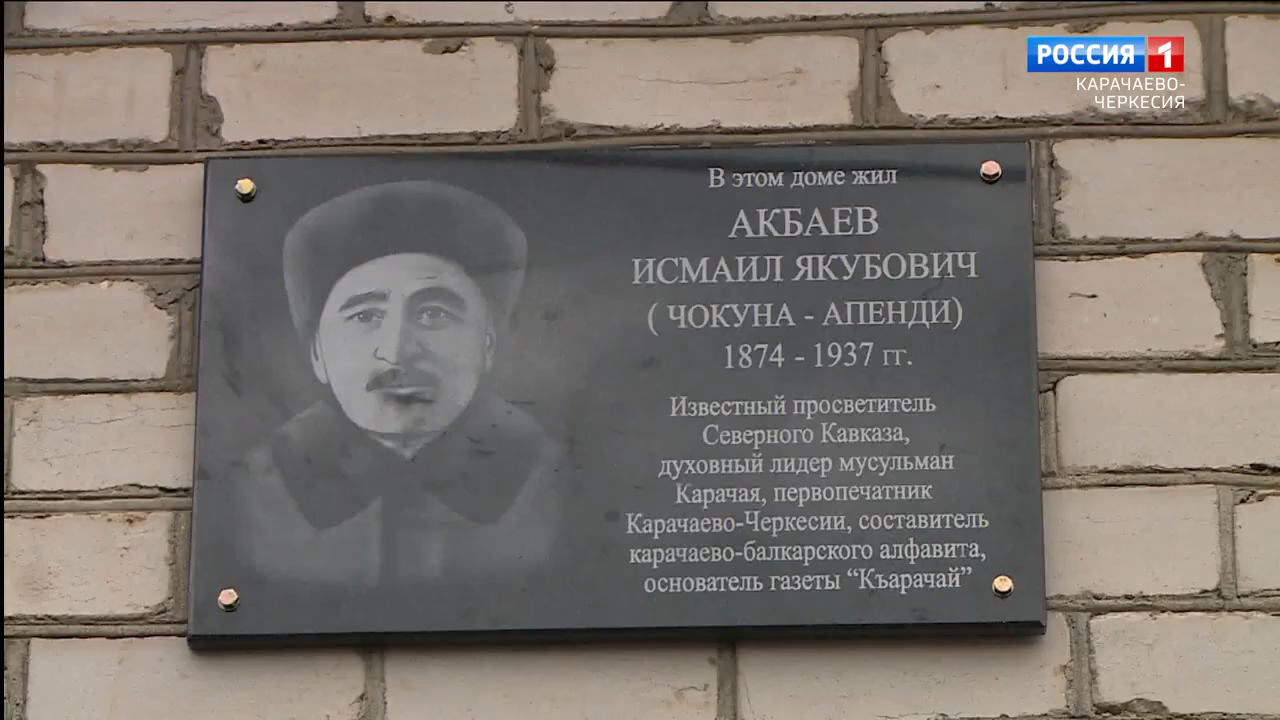 РОССИЯ 1
КАРАЧАЕВО-
ЧЕРКЕСИЯ
В этом доме жил
АКБАЕВ
ИСМАИЛ ЯКУБОВИЧ
( ЧОКУНА - АПЕНДИ)
1874 - 1937 гг.
Известный просветитель
Северного Кавказа,
духовный лидер мусульман
Карачая, первопечатник
Карачаево-Черкесии, составитель
карачаево-балкарского алфавита,
основатель газеты “Къарачай”